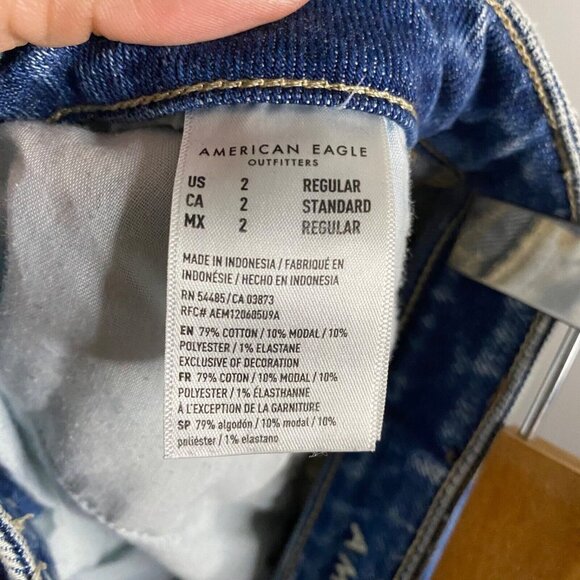 AMERICAN EAGLE
OUTFITTERS
US 2 REGULAR
CA 2 STANDARD
MX 2 REGULAR
MADE IN INDONESIA / FABRIQUÉ EN
INDONÉSIE / HECHO EN INDONESIA
RN 54485/CA 03873
RFC# AEM120605U9A
EN 79% COTTON / 10% MODAL / 10%
POLYESTER / 1% ELASTANE
EXCLUSIVE OF DECORATION
FR 79% COTON / 10% MODAL / 10%
POLYESTER / 1% ÉLASTHANNE
À L'EXCEPTION DE LA GARNITURE
SP 79% algodón / 10% modal / 10%
poliéster / 1% elastano